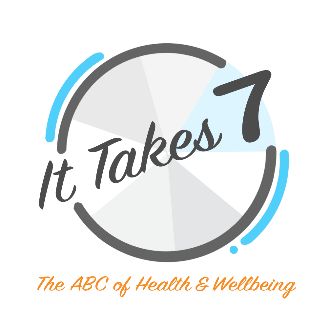 It Takes 7
The ABC of Health & Wellbeing